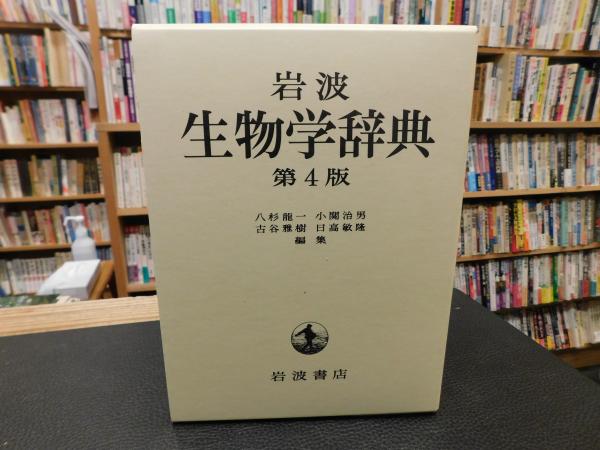 岩波
生物学辞典
第4版
八杉龍一 小関治男
古谷雅樹 日高敏隆
編集
岩波書店